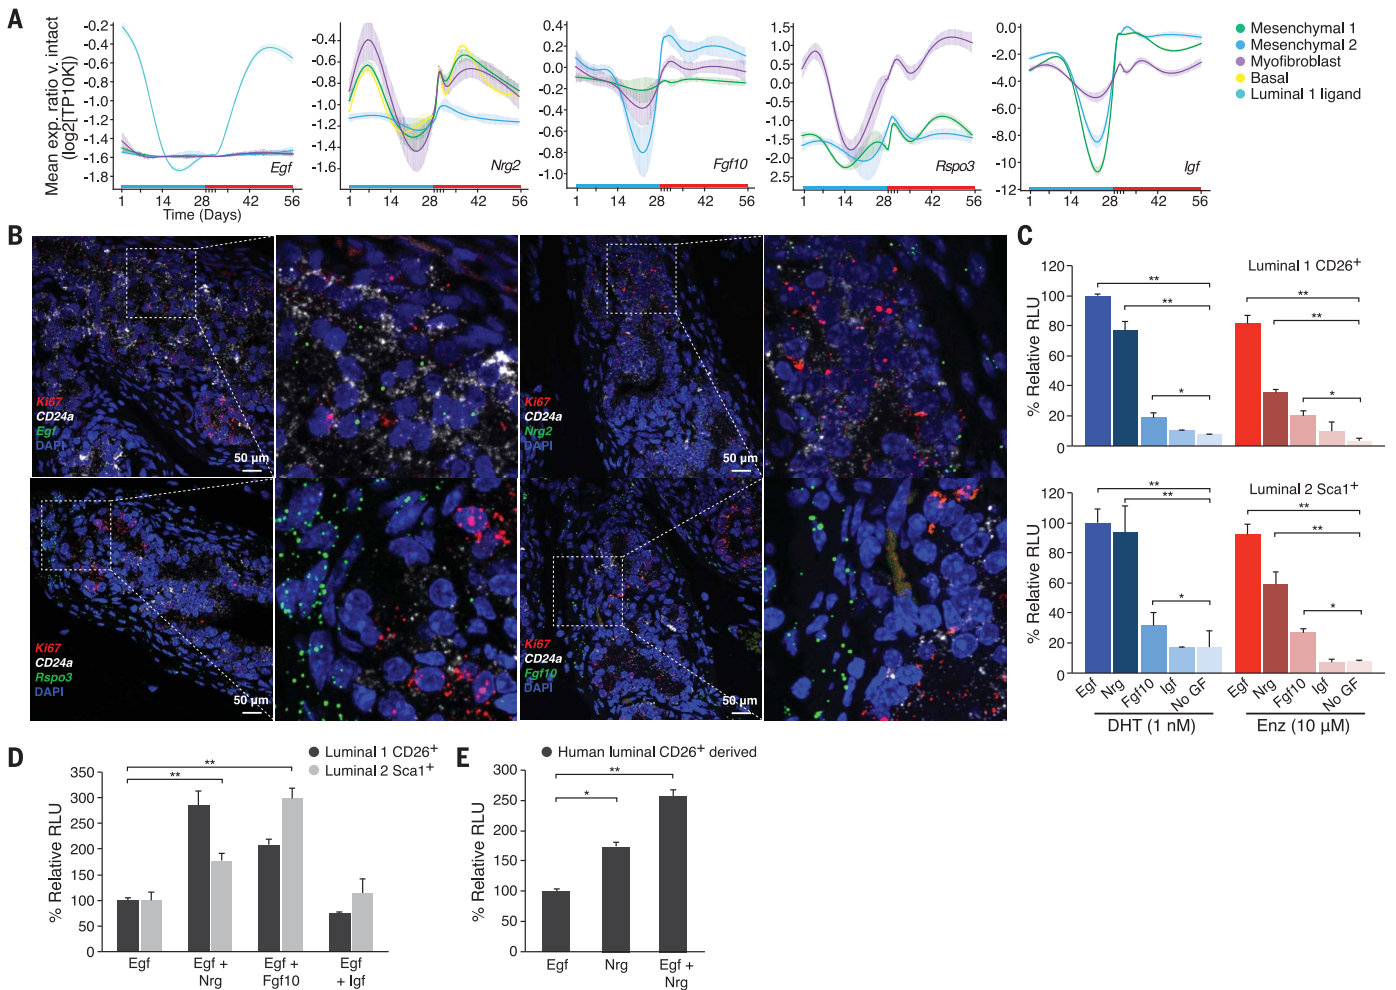 A
Mean exp. ratio v, intact
(log2[TP10K])
-0.2
-0.4
-0.6
-0.8
-1.0
-1.2
-1.4
-1.6
-1.8
Egf
1 14 28 42 56
Time (Days)
-0.4
-0.6
-0.8
-1.0
-1.2
-1.4
-1.6
Nrg2
1 14 28 42 56
0.4
0.2
0.0
-0.2
-0.4
-0.6
-0.8
-1.0
Fgf10
1 14 28 42 56
1.5
1.0
0.5
0.0
-0.5
-1.0
-1.5
-2.0
2.5
Rspo3
1 14 28 42 56
0.0
-2.0
-4.0
-6.0
-8.0
-10
-12
Igf
1 14 28 42 56
Mesenchymal 1
Mesenchymal 2
Myofibroblast
Basal
Luminal 1 ligand
B
Ki67
CD24a
Egf
DAPI
50 µm
Ki67
CD24a
Nrg2
DAPI
50 µm
Ki67
CD24a
Rspo3
DAPI
50 µm
Ki67
CD24a
Fgf10
DAPI
50 µm
C
Luminal 1 CD26+
% Relative RLU
120
100
80
60
40
20
0
**
**
*
**
**
*
Luminal 2 Sca1+
% Relative RLU
120
100
80
60
40
20
0
**
**
*
**
**
*
Egf Nrg Fgf10 Igf No GF
DHT (1 nM)
Egf Nrg Fgf10 Igf No GF
Enz (10 µM)
D
Luminal 1 CD26+
Luminal 2 Sca1+
% Relative RLU
350
300
250
200
150
100
50
0
**
**
Egf
Egf +
Nrg
Egf +
Fgf10
Egf
+ Igf
E
Human luminal CD26+ derived
% Relative RLU
300
250
200
150
100
50
0
**
*
Egf
Nrg
Egf +
Nrg